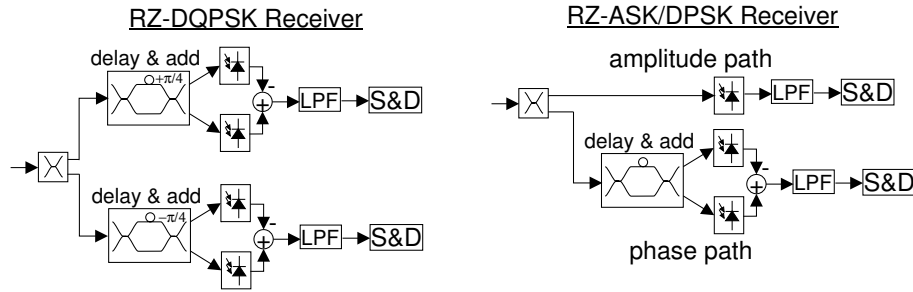 RZ-DQPSK Receiver
delay & add
+π/4
-
+
LPF
S&D
delay & add
−π/4
-
+
LPF
S&D
RZ-ASK/DPSK Receiver
amplitude path
LPF
S&D
delay & add
-
+
LPF
S&D
phase path